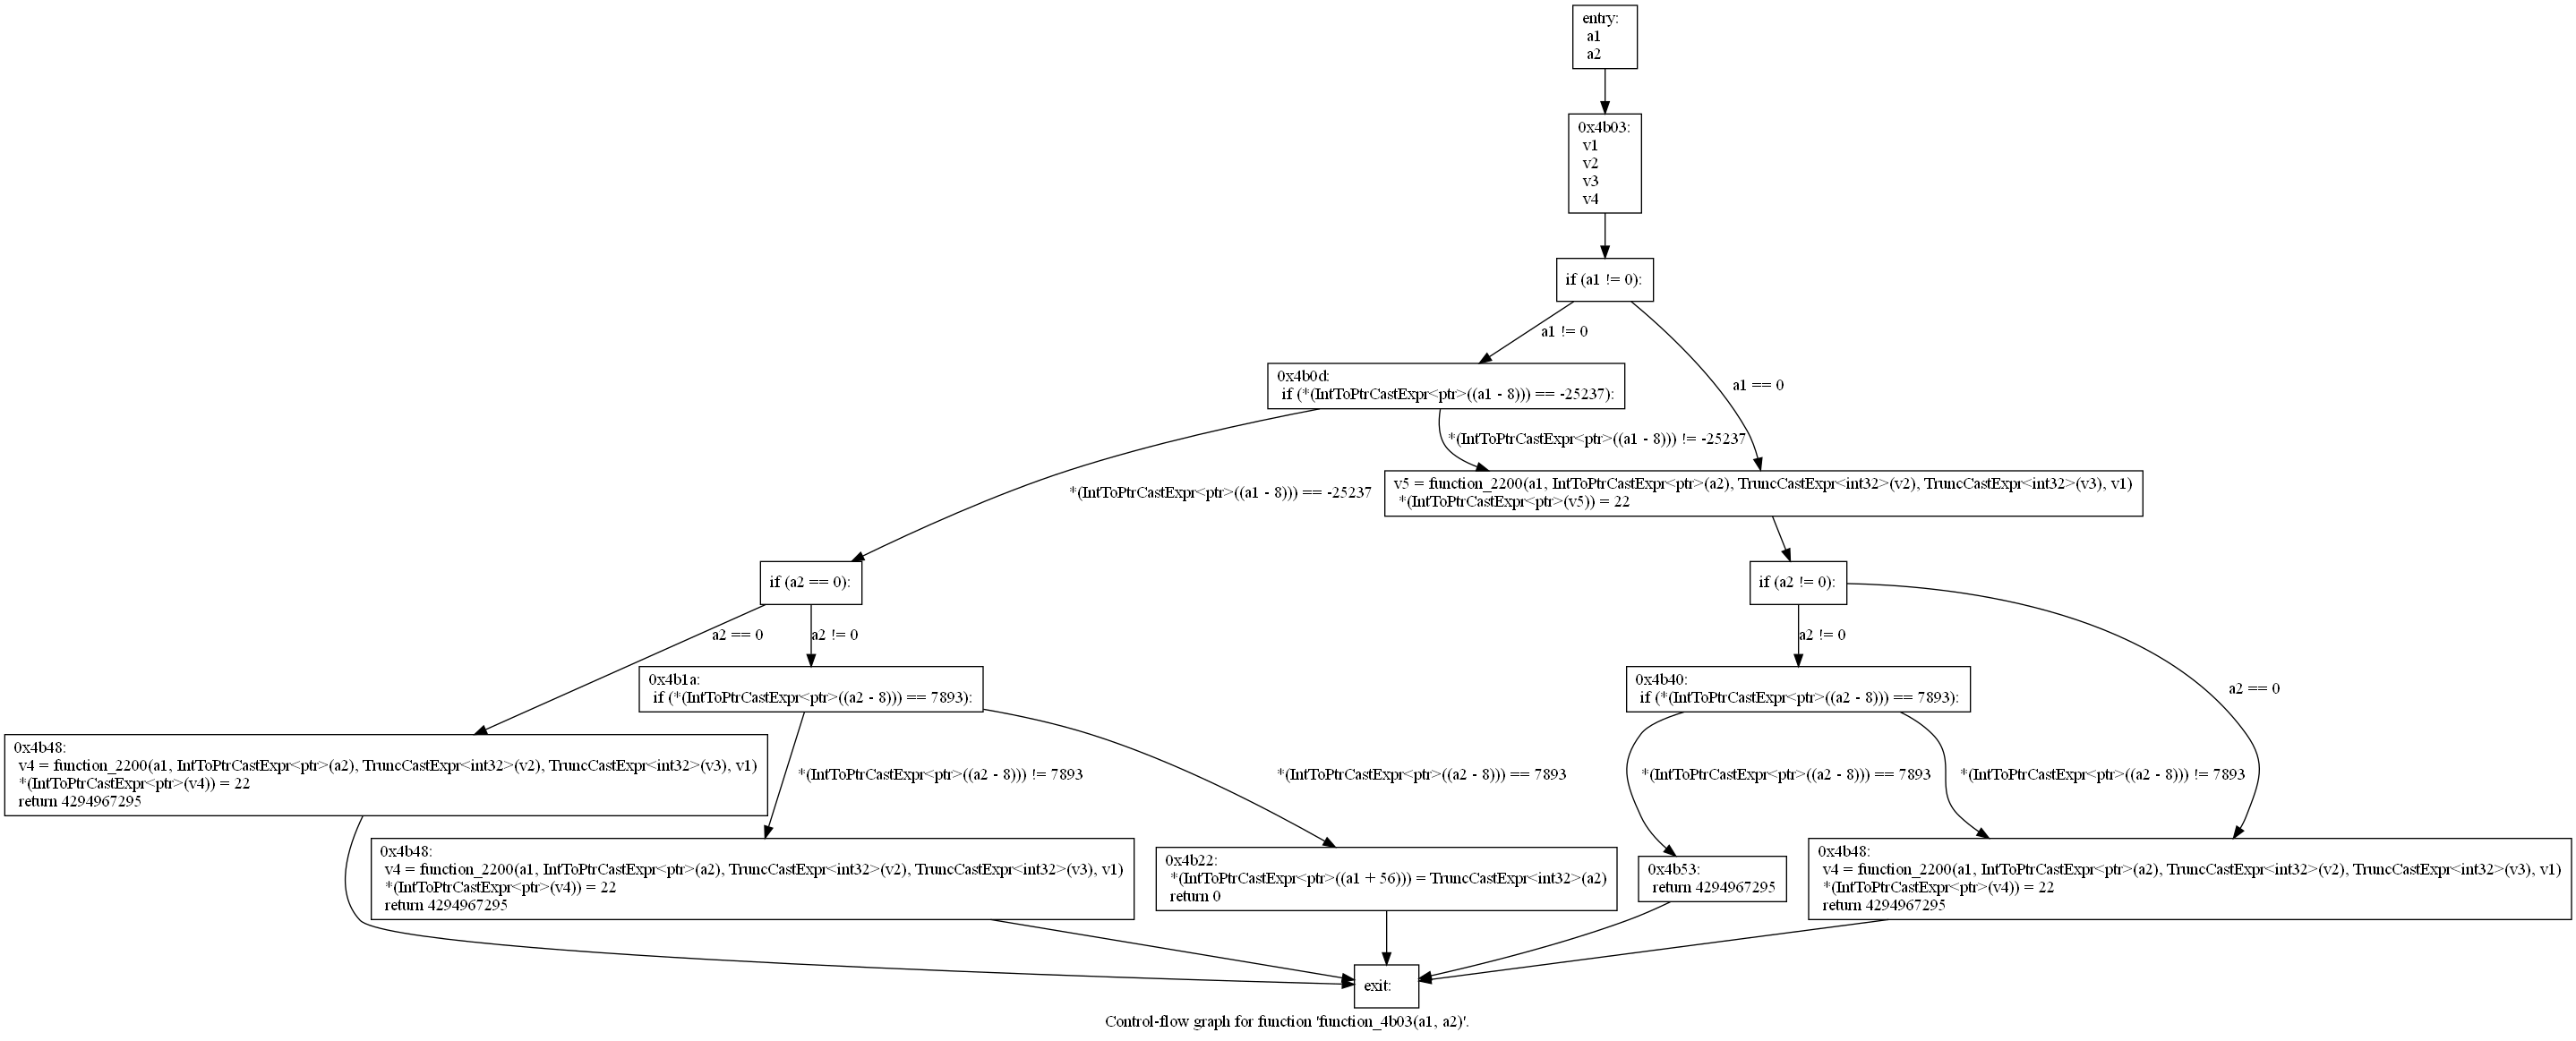 entry:
a1
a2
0x4b03:
v1
v2
v3
v4
if (a1 != 0):
a1 != 0
a1 == 0
0x4b0d:
if (*(IntToPtrCastExpr<ptr>((a1 - 8))) == -25237):
*(IntToPtrCastExpr<ptr>((a1 - 8))) != -25237
*(IntToPtrCastExpr<ptr>((a1 - 8))) == -25237
v5 = function_2200(a1, IntToPtrCastExpr<ptr>(a2), TruncCastExpr<int32>(v2), TruncCastExpr<int32>(v3), v1)
*(IntToPtrCastExpr<ptr>(v5)) = 22
if (a2 == 0):
if (a2 != 0):
a2 == 0
a2 != 0
a2 != 0
a2 == 0
0x4b1a:
if (*(IntToPtrCastExpr<ptr>((a2 - 8))) == 7893):
0x4b40:
if (*(IntToPtrCastExpr<ptr>((a2 - 8))) == 7893):
0x4b48:
v4 = function_2200(a1, IntToPtrCastExpr<ptr>(a2), TruncCastExpr<int32>(v2), TruncCastExpr<int32>(v3), v1)
*(IntToPtrCastExpr<ptr>(v4)) = 22
return 4294967295
*(IntToPtrCastExpr<ptr>((a2 - 8))) != 7893
*(IntToPtrCastExpr<ptr>((a2 - 8))) == 7893
*(IntToPtrCastExpr<ptr>((a2 - 8))) == 7893
*(IntToPtrCastExpr<ptr>((a2 - 8))) != 7893
0x4b48:
v4 = function_2200(a1, IntToPtrCastExpr<ptr>(a2), TruncCastExpr<int32>(v2), TruncCastExpr<int32>(v3), v1)
*(IntToPtrCastExpr<ptr>(v4)) = 22
return 4294967295
0x4b22:
*(IntToPtrCastExpr<ptr>((a1 + 56))) = TruncCastExpr<int32>(a2)
return 0
0x4b53:
return 4294967295
0x4b48:
v4 = function_2200(a1, IntToPtrCastExpr<ptr>(a2), TruncCastExpr<int32>(v2), TruncCastExpr<int32>(v3), v1)
*(IntToPtrCastExpr<ptr>(v4)) = 22
return 4294967295
exit:
Control-flow graph for function 'function_4b03(a1, a2)'.